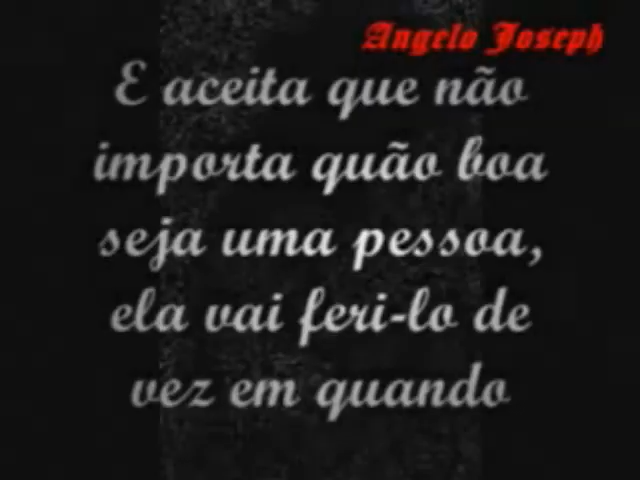 Angelo Joseph
E aceita que não
importa quão boa
seja uma pessoa,
ela vai feri-lo de
vez em quando